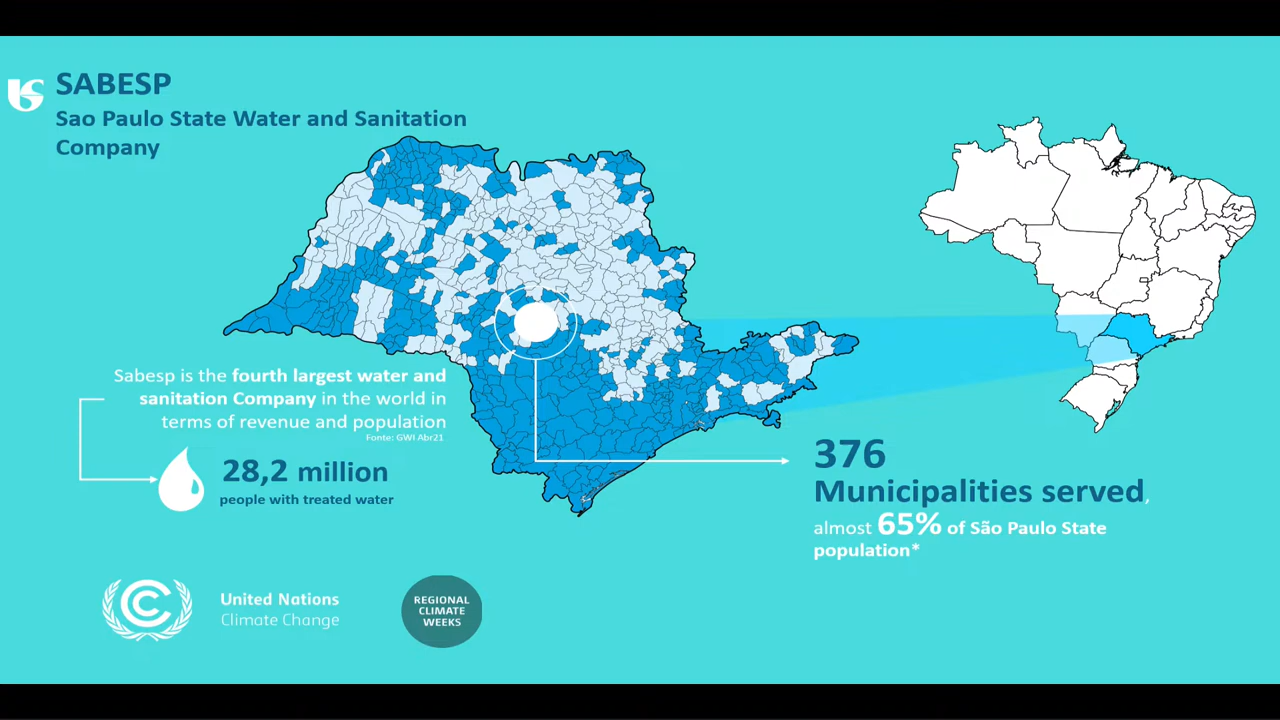 SABESP
Sao Paulo State Water and Sanitation
Company
Sabesp is the fourth largest water and
sanitation Company in the world in
terms of revenue and population
Fonte: GWI Abr21
28,2 million
people with treated water
376
Municipalities served,
almost 65% of São Paulo State
population*
United Nations
Climate Change
REGIONAL
CLIMATE
WEEKS